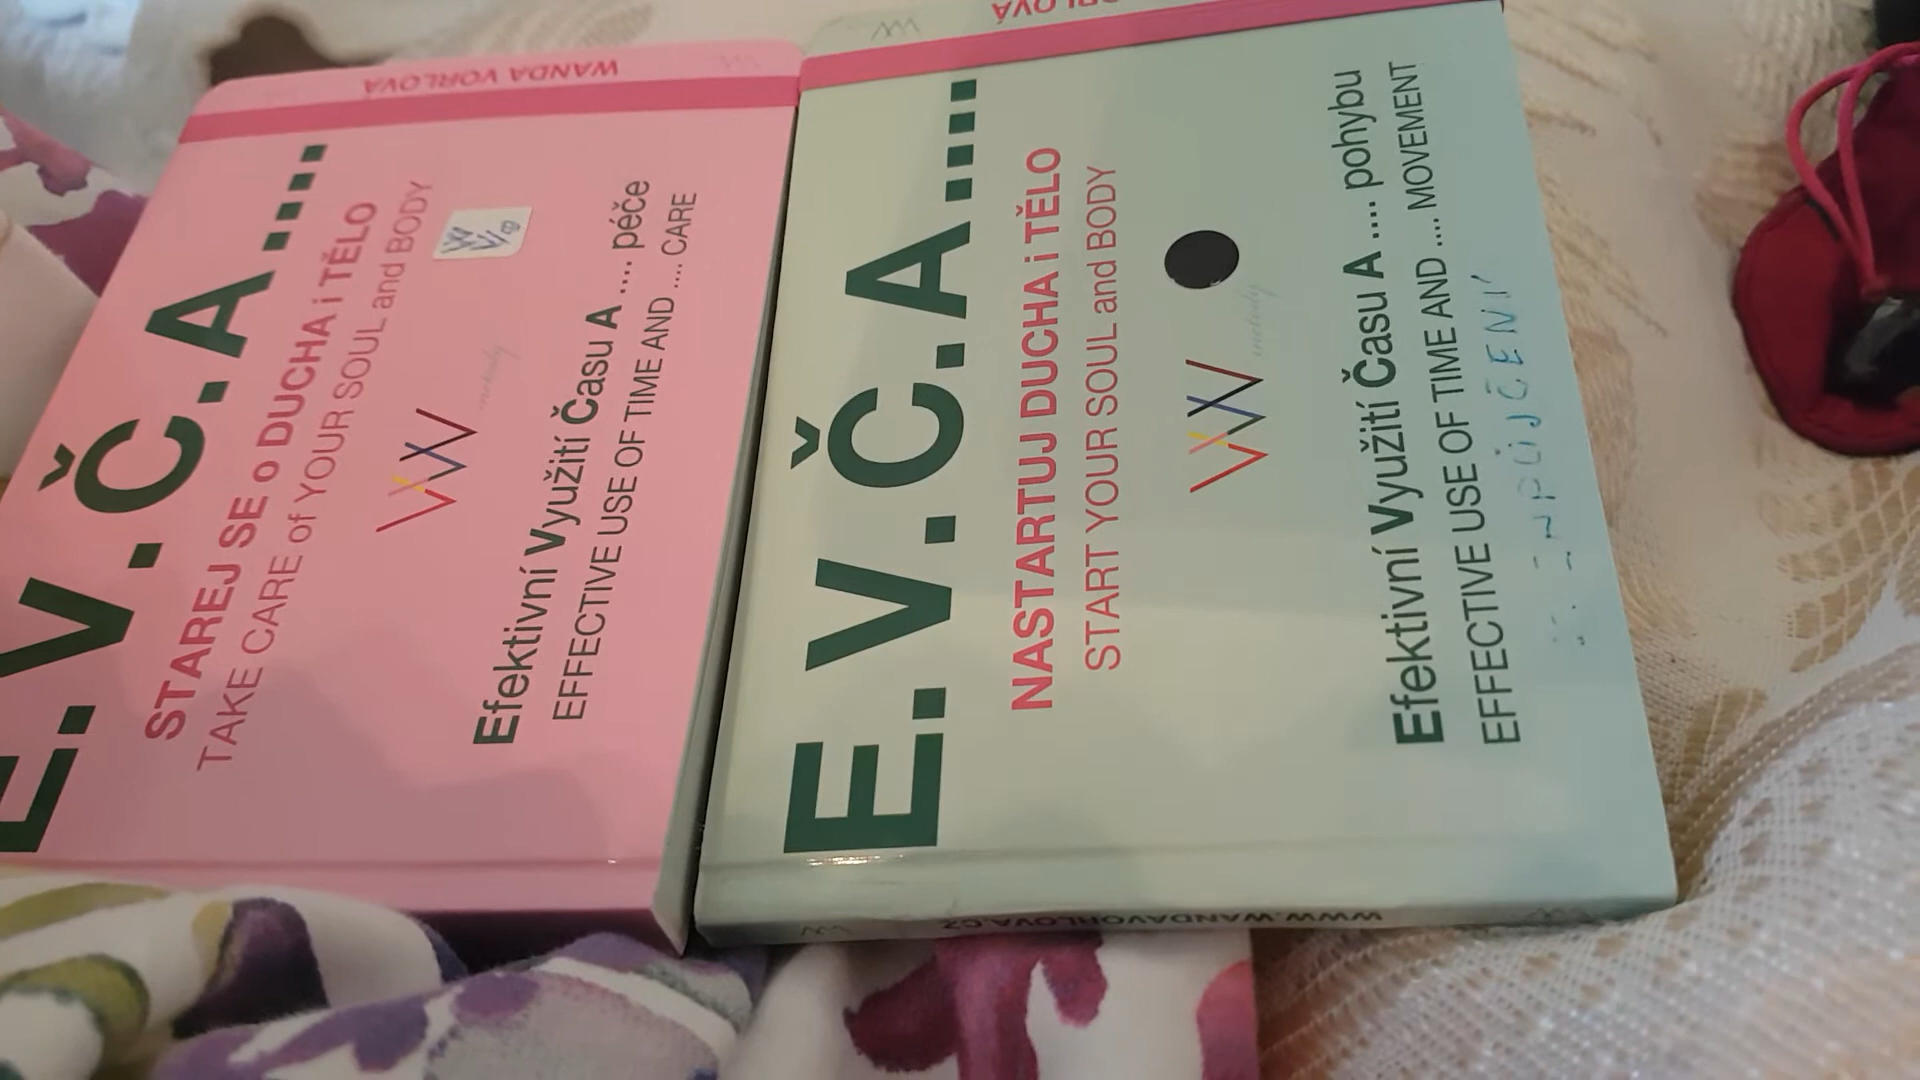 WANDA VORLOVÁ
E.V.Č.A....
STAREJ SE o DUCHA i TĚLO
TAKE CARE of YOUR SOUL and BODY
Efektivní Využití Času A .... péče
EFFECTIVE USE OF TIME AND .... CARE
E.V.Č.A....
NASTARTUJ DUCHA i TĚLO
START YOUR SOUL and BODY
melody
Efektivní Využití Času A .... pohybu
EFFECTIVE USE OF TIME AND .... MOVEMENT
WWW.WANDAVORLOVA.CZ